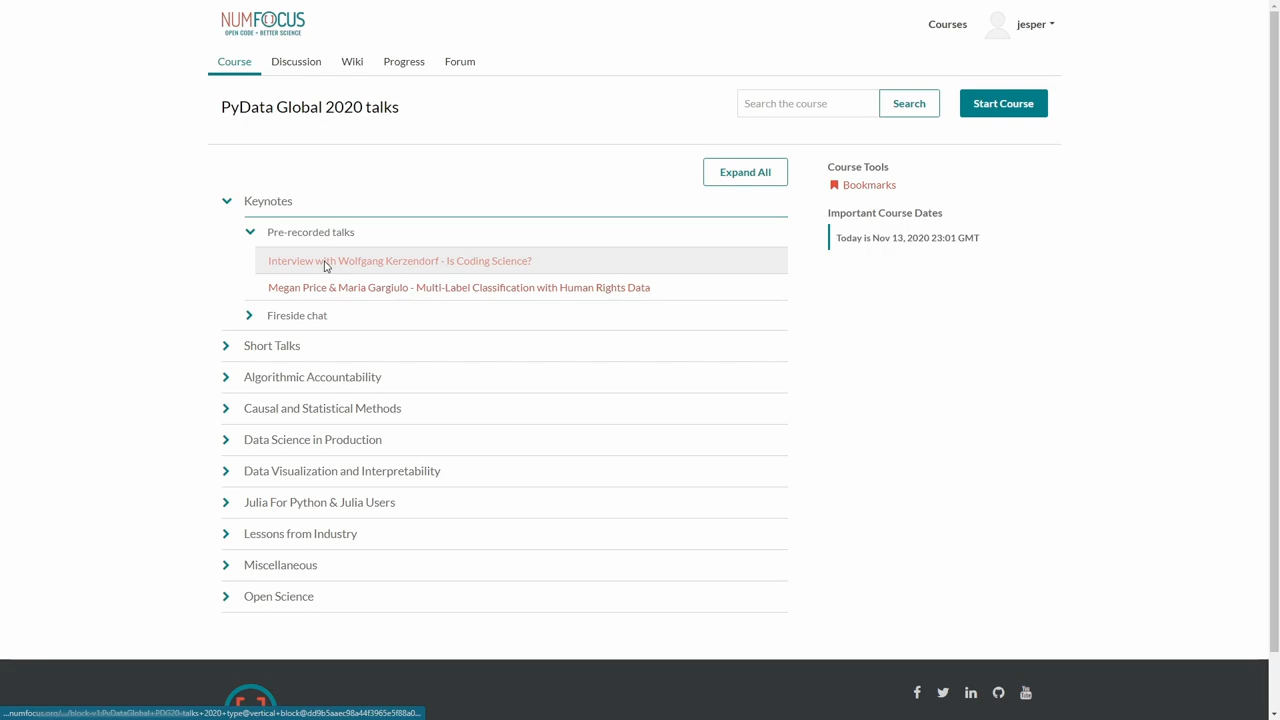 NUMFOCUS
OPEN CODE = BETTER SCIENCE
Courses
jesper
Course
Discussion
Wiki
Progress
Forum
PyData Global 2020 talks
Search the course
Search
Start Course
Expand All
Course Tools
Bookmarks
Important Course Dates
Today is Nov 13, 2020 23:01 GMT
Keynotes
Pre-recorded talks
Interview with Wolfgang Kerzendorf - Is Coding Science?
Megan Price & Maria Gargiulo - Multi-Label Classification with Human Rights Data
Fireside chat
Short Talks
Algorithmic Accountability
Causal and Statistical Methods
Data Science in Production
Data Visualization and Interpretability
Julia For Python & Julia Users
Lessons from Industry
Miscellaneous
Open Science